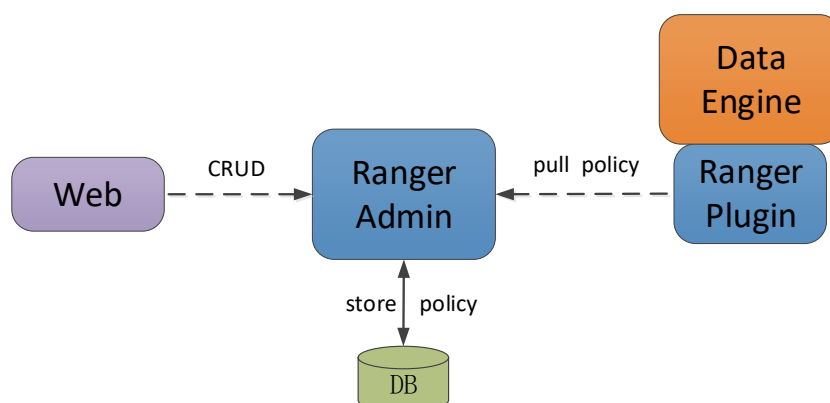 Data
Engine
Web
CRUD
Ranger
Admin
pull policy
Ranger
Plugin
store policy
DB